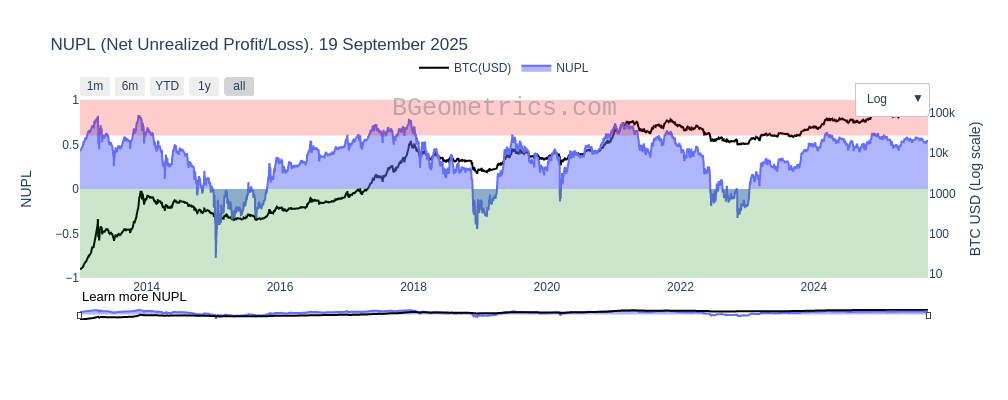 NUPL (Net Unrealized Profit/Loss). 19 September 2025
BTC(USD) NUPL
1m 6m YTD 1y all
Log ▼
BGeometrics.com
1
0.5
0
−0.5
−1
NUPL
100k
10k
1000
100
10
BTC USD (Log scale)
2014 2016 2018 2020 2022 2024
Learn more NUPL